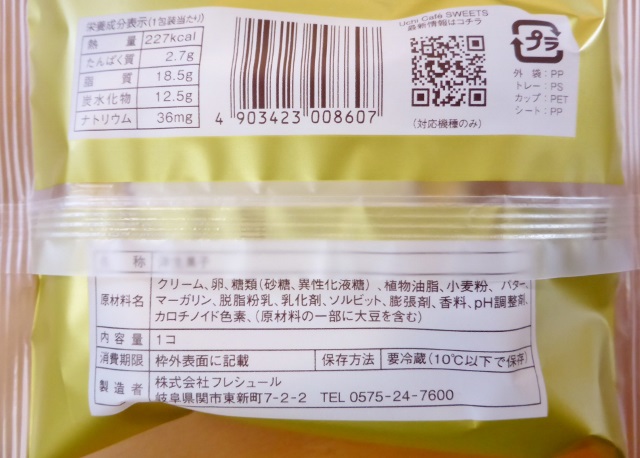 栄養成分表示(1包装当たり)
熱量 227kcal
たんぱく質 2.7g
脂質 18.5g
炭水化物 12.5g
ナトリウム 36mg
4 903423 008607
Uchi Café SWEETS
最新情報はコチラ
(対応機種のみ)
プラ
外袋:PP
トレー:PS
カップ:PET
シート:PP
名称
原材料名 クリーム、卵、糖類(砂糖、異性化液糖)、植物油脂、小麦粉、バター、
マーガリン、脱脂粉乳、乳化剤、ソルビット、膨張剤、香料、pH調整剤、
カロチノイド色素、(原材料の一部に大豆を含む)
内容量 1コ
消費期限 枠外表面に記載 保存方法 要冷蔵(10℃以下で保存)
製造者 株式会社フレシュール
岐阜県関市東新町7-2-2 TEL 0575-24-7600